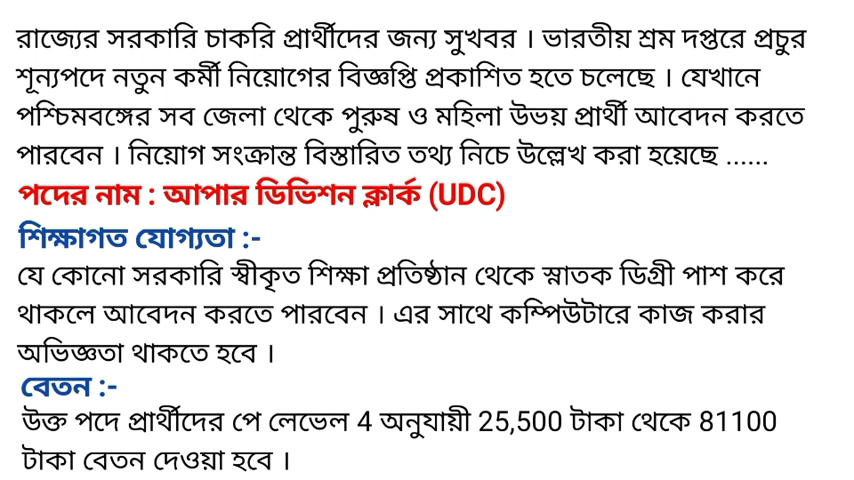 রাজ্যের সরকারি চাকরি প্রার্থীদের জন্য সুখবর । ভারতীয় শ্রম দপ্তরে প্রচুর
শূন্যপদে নতুন কর্মী নিয়োগের বিজ্ঞপ্তি প্রকাশিত হতে চলেছে । যেখানে
পশ্চিমবঙ্গের সব জেলা থেকে পুরুষ ও মহিলা উভয় প্রার্থী আবেদন করতে
পারবেন । নিয়োগ সংক্রান্ত বিস্তারিত তথ্য নিচে উল্লেখ করা হয়েছে ......
পদের নাম : আপার ডিভিশন ক্লার্ক (UDC)
শিক্ষাগত যোগ্যতা :-
যে কোনো সরকারি স্বীকৃত শিক্ষা প্রতিষ্ঠান থেকে স্নাতক ডিগ্রী পাশ করে
থাকলে আবেদন করতে পারবেন । এর সাথে কম্পিউটারে কাজ করার
অভিজ্ঞতা থাকতে হবে ।
বেতন :-
উক্ত পদে প্রার্থীদের পে লেভেল 4 অনুযায়ী 25,500 টাকা থেকে 81100
টাকা বেতন দেওয়া হবে ।